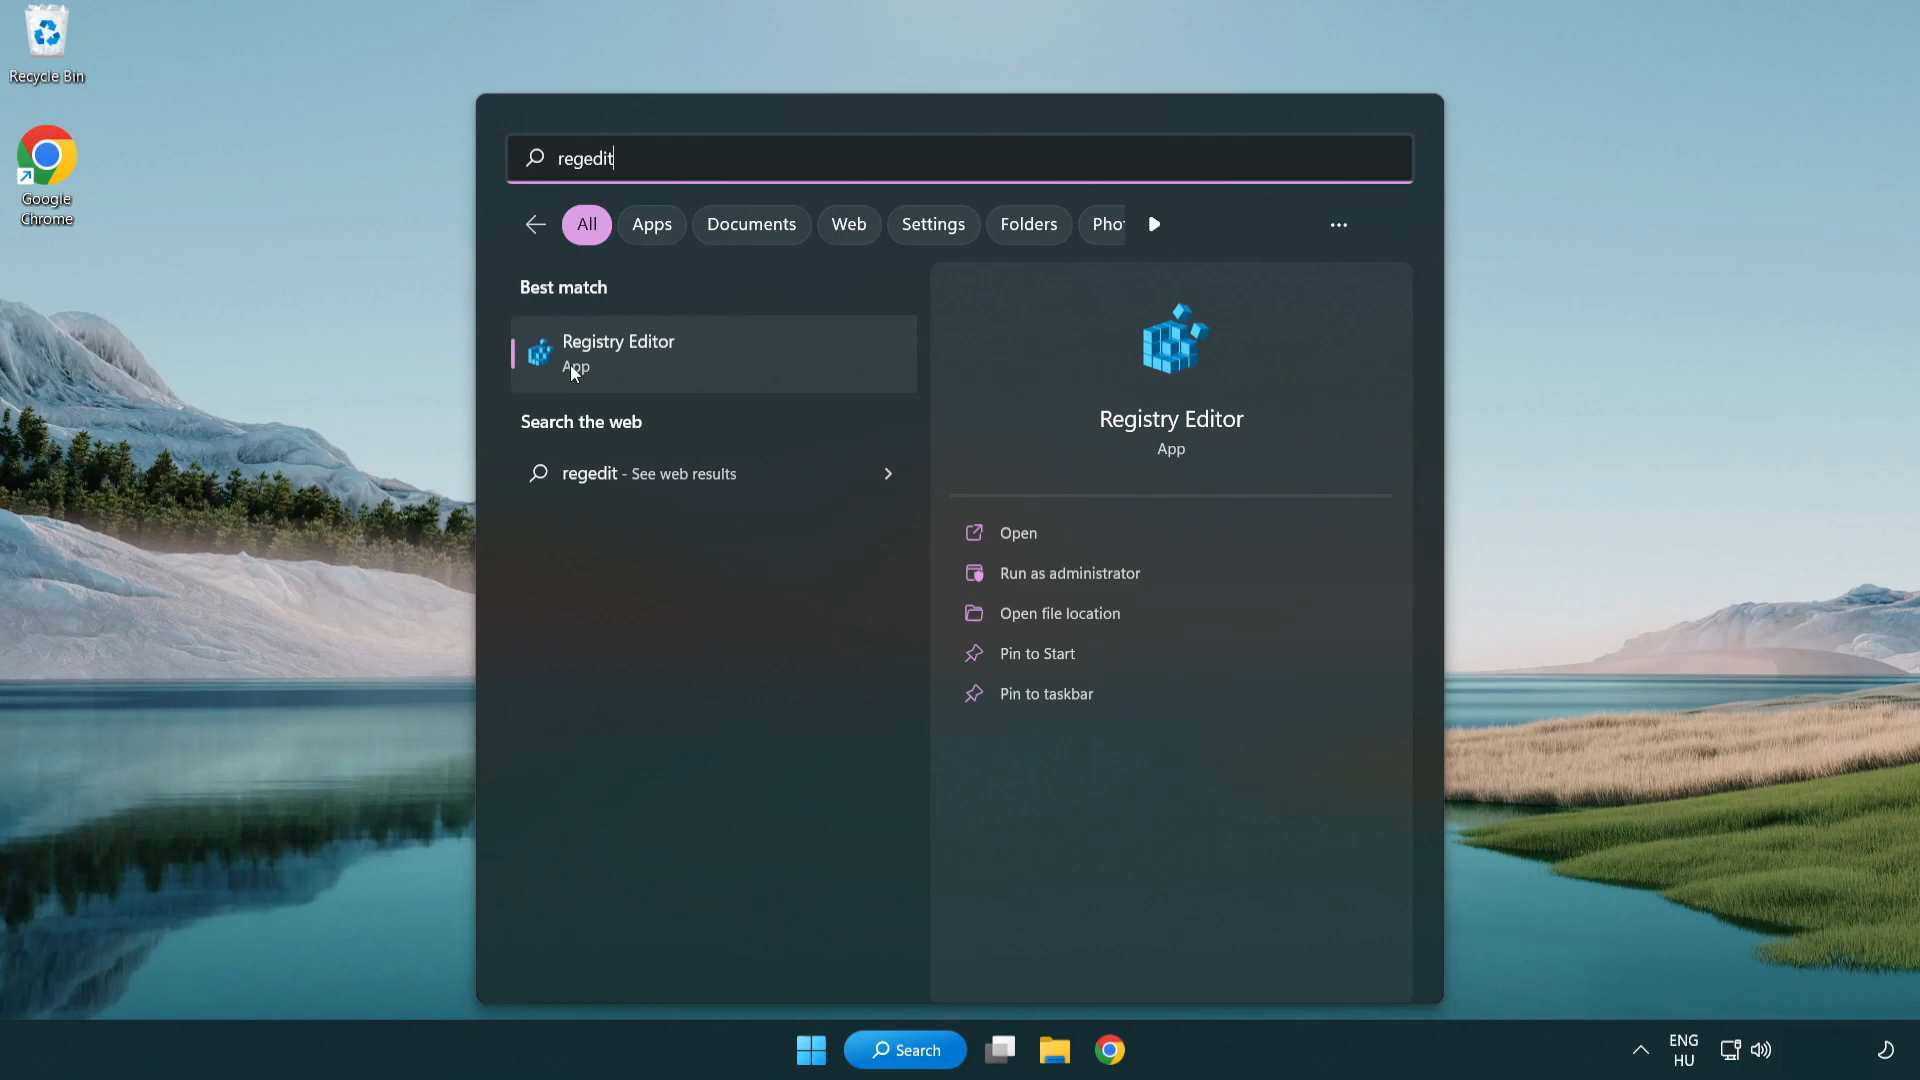 Recycle Bin
Google
Chrome
regedit
All
Apps
Documents
Web
Settings
Folders
Pho
Best match
Registry Editor
App
Search the web
regedit - See web results
Registry Editor
App
Open
Run as administrator
Open file location
Pin to Start
Pin to taskbar
Search
ENG
HU